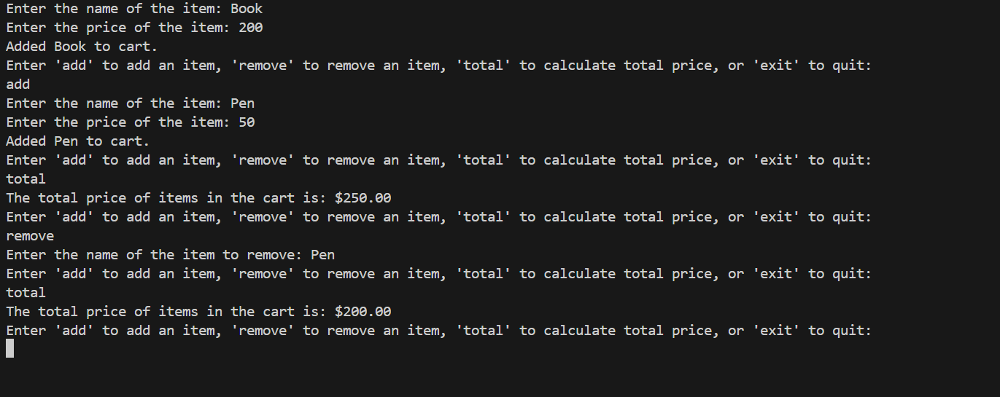 Enter the name of the item: Book
Enter the price of the item: 200
Added Book to cart.
Enter 'add' to add an item, 'remove' to remove an item, 'total' to calculate total price, or 'exit' to quit:
add
Enter the name of the item: Pen
Enter the price of the item: 50
Added Pen to cart.
Enter 'add' to add an item, 'remove' to remove an item, 'total' to calculate total price, or 'exit' to quit:
total
The total price of items in the cart is: $250.00
Enter 'add' to add an item, 'remove' to remove an item, 'total' to calculate total price, or 'exit' to quit:
remove
Enter the name of the item to remove: Pen
Enter 'add' to add an item, 'remove' to remove an item, 'total' to calculate total price, or 'exit' to quit:
total
The total price of items in the cart is: $200.00
Enter 'add' to add an item, 'remove' to remove an item, 'total' to calculate total price, or 'exit' to quit: